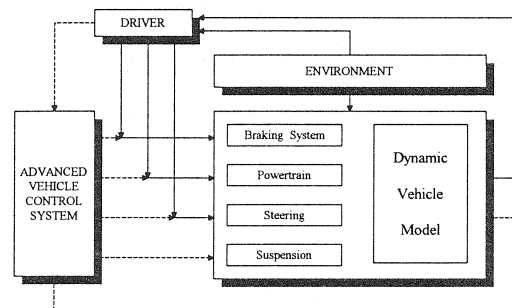 DRIVER
ENVIRONMENT
ADVANCED
VEHICLE
CONTROL
SYSTEM
Braking System
Powertrain
Steering
Suspension
Dynamic
Vehicle
Model